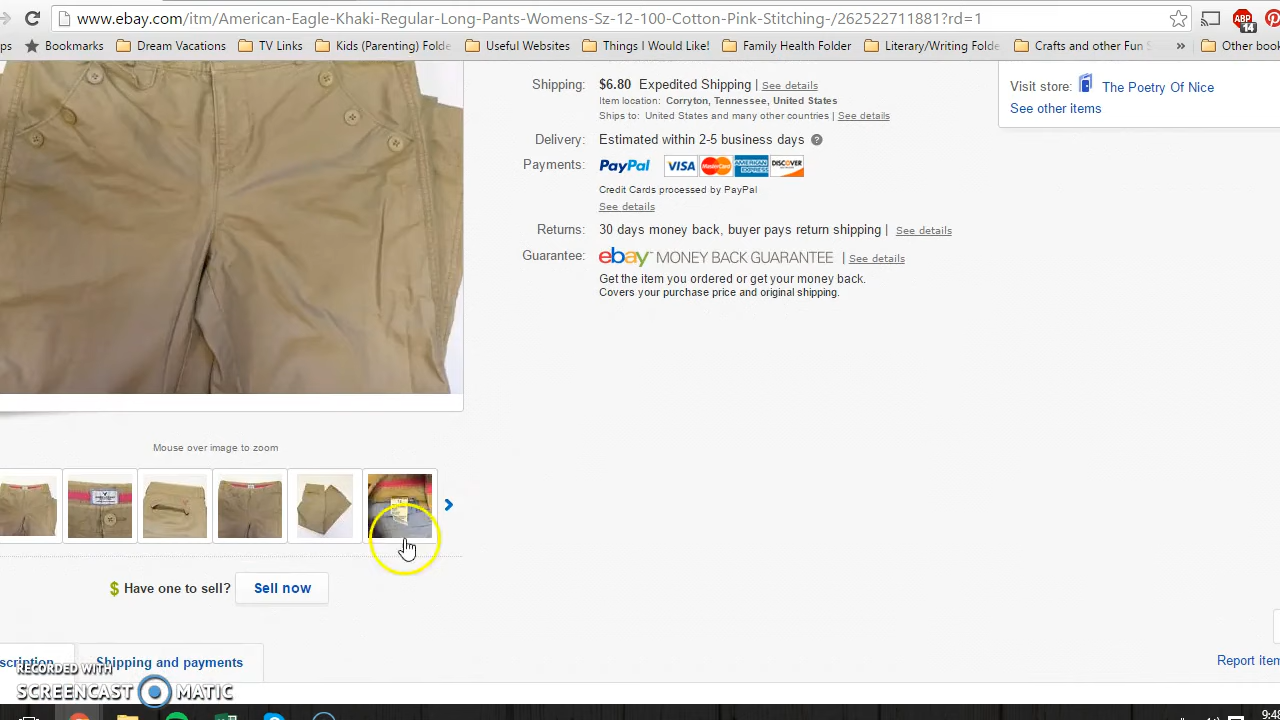 www.ebay.com/itm/American-Eagle-Khaki-Regular-Long-Pants-Womens-Sz-12-100-Cotton-Pink-Stitching-/262522711881?rd=1
ABP
14
Bookmarks Dream Vacations TV Links Kids (Parenting) Folde Useful Websites Things I Would Like! Family Health Folder Literary/Writing Folde Crafts and other Fun S » Other book
Shipping: $6.80 Expedited Shipping | See details
Item location: Corryton, Tennessee, United States
Ships to: United States and many other countries | See details
Visit store: The Poetry Of Nice
See other items
Delivery: Estimated within 2-5 business days ?
Payments: PayPal VISA MasterCard AMERICAN EXPRESS DISCOVER
Credit Cards processed by PayPal
See details
Returns: 30 days money back, buyer pays return shipping | See details
Guarantee: ebay MONEY BACK GUARANTEE | See details
Get the item you ordered or get your money back.
Covers your purchase price and original shipping.
Mouse over image to zoom
$ Have one to sell? Sell now
scription Shipping and payments
Report item
RECORDED WITH
SCREENCAST MATIC